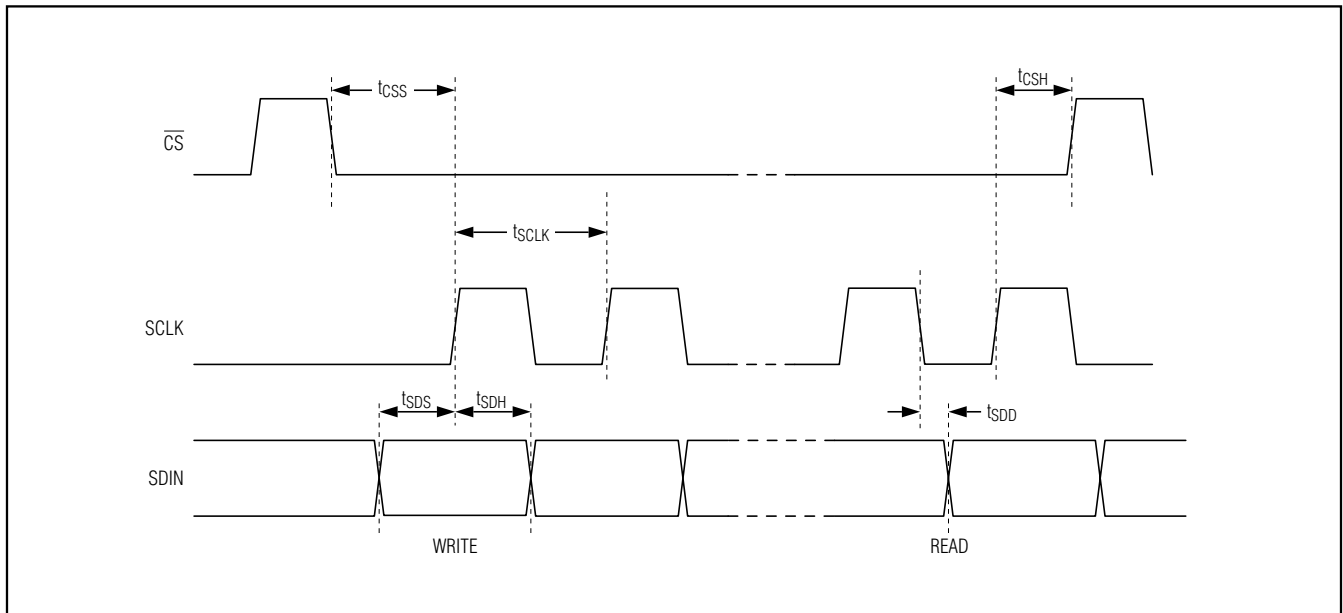 tCSS
tCSH
CS
tSCLK
SCLK
tSDS
tSDH
tSDD
SDIN
WRITE
READ